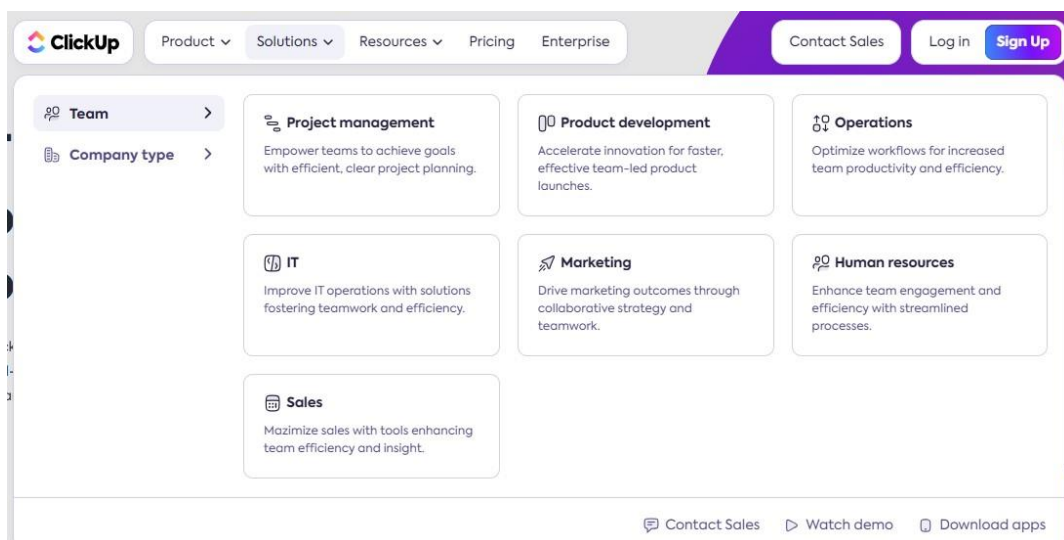 ClickUp
Product
Solutions
Resources
Pricing
Enterprise
Contact Sales
Log in
Sign Up
Team
Company type
Project management
Empower teams to achieve goals
with efficient, clear project planning.
Product development
Accelerate innovation for faster,
effective team-led product
launches.
Operations
Optimize workflows for increased
team productivity and efficiency.
IT
Improve IT operations with solutions
fostering teamwork and efficiency.
Marketing
Drive marketing outcomes through
collaborative strategy and
teamwork.
Human resources
Enhance team engagement and
efficiency with streamlined
processes.
Sales
Maximize sales with tools enhancing
team efficiency and insight.
Contact Sales
Watch demo
Download apps